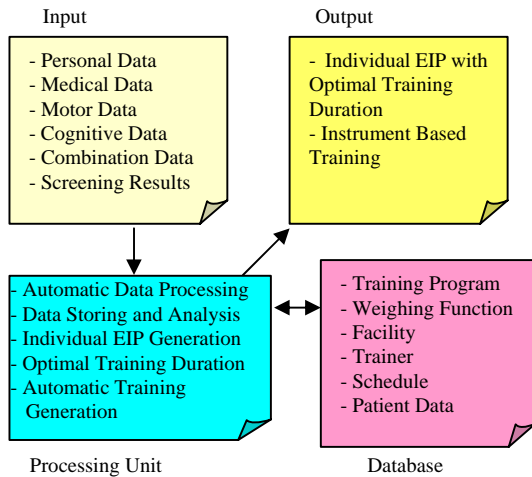 Input
- Personal Data
- Medical Data
- Motor Data
- Cognitive Data
- Combination Data
- Screening Results
Output
- Individual EIP with
Optimal Training
Duration
- Instrument Based
Training
- Automatic Data Processing
- Data Storing and Analysis
- Individual EIP Generation
- Optimal Training Duration
- Automatic Training
Generation
Processing Unit
- Training Program
- Weighing Function
- Facility
- Trainer
- Schedule
- Patient Data
Database